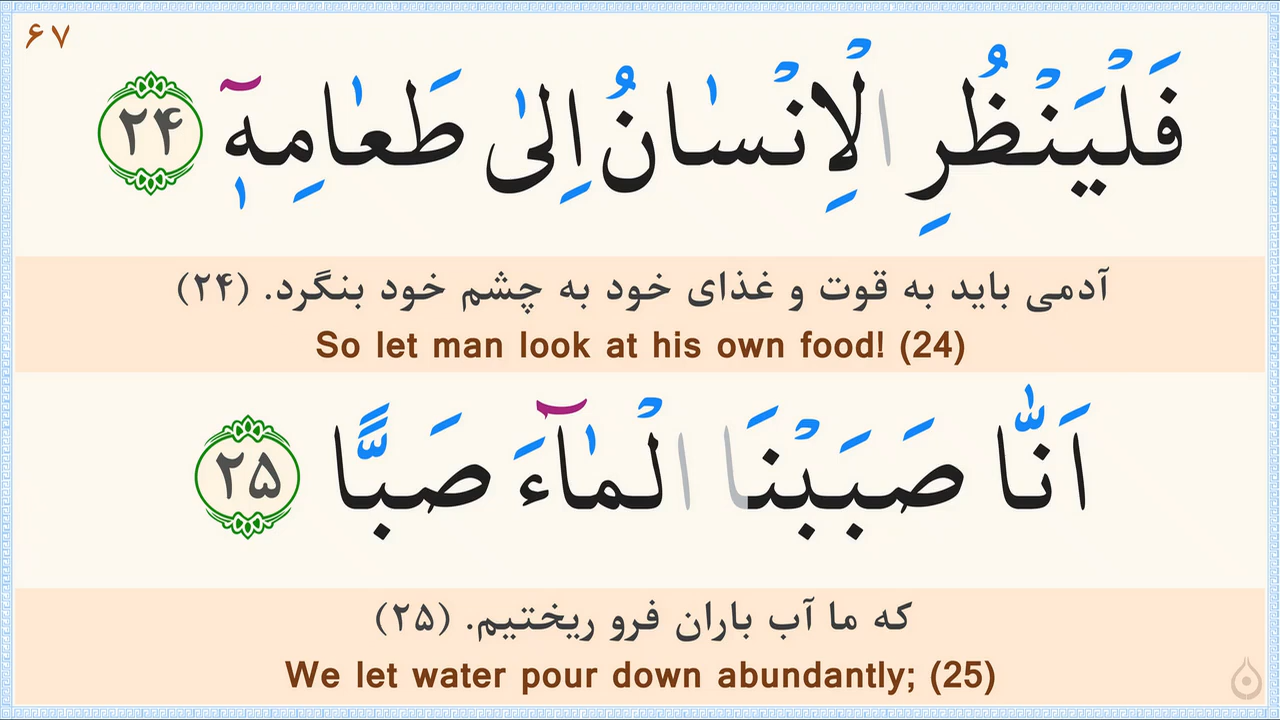 ۶۷
فَلْيَنْظُرِ الْاِنْسٰانُ اِلىٰ طَعٰامِهٖٓ ۲۴
آدمی باید به قوت و غذای خود به چشم خود بنگرد. (۲۴)
So let man look at his own food! (24)
اَنّٰا صَبَبْنَا الْمٰٓاءَ صَبًّا ۲۵
که ما آب باران فرو ریختیم. (۲۵)
We let water pour down abundantly; (25)